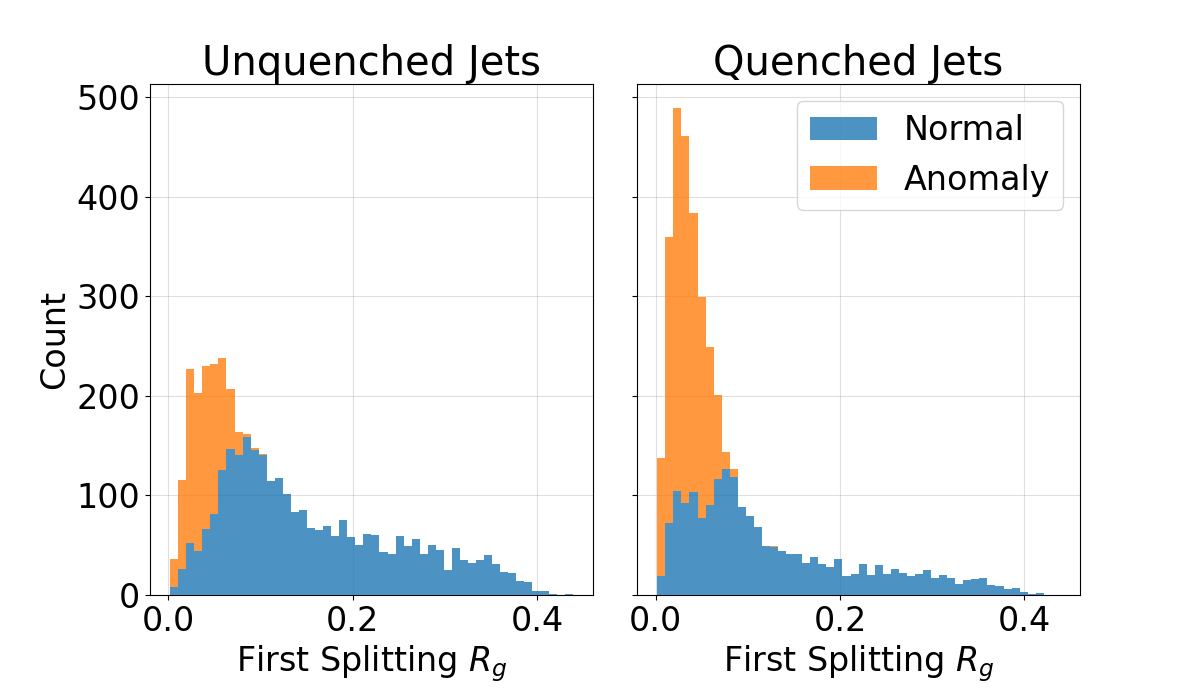 Unquenched Jets
Quenched Jets
500
400
300
200
100
0
Count
0.0
0.2
0.4
0.0
0.2
0.4
First Splitting $R_g$
First Splitting $R_g$
Normal
Anomaly